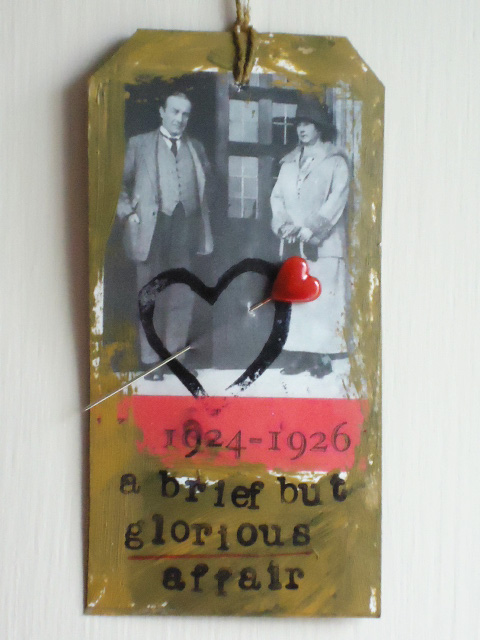 1924-1926
a brief but
glorious
affair